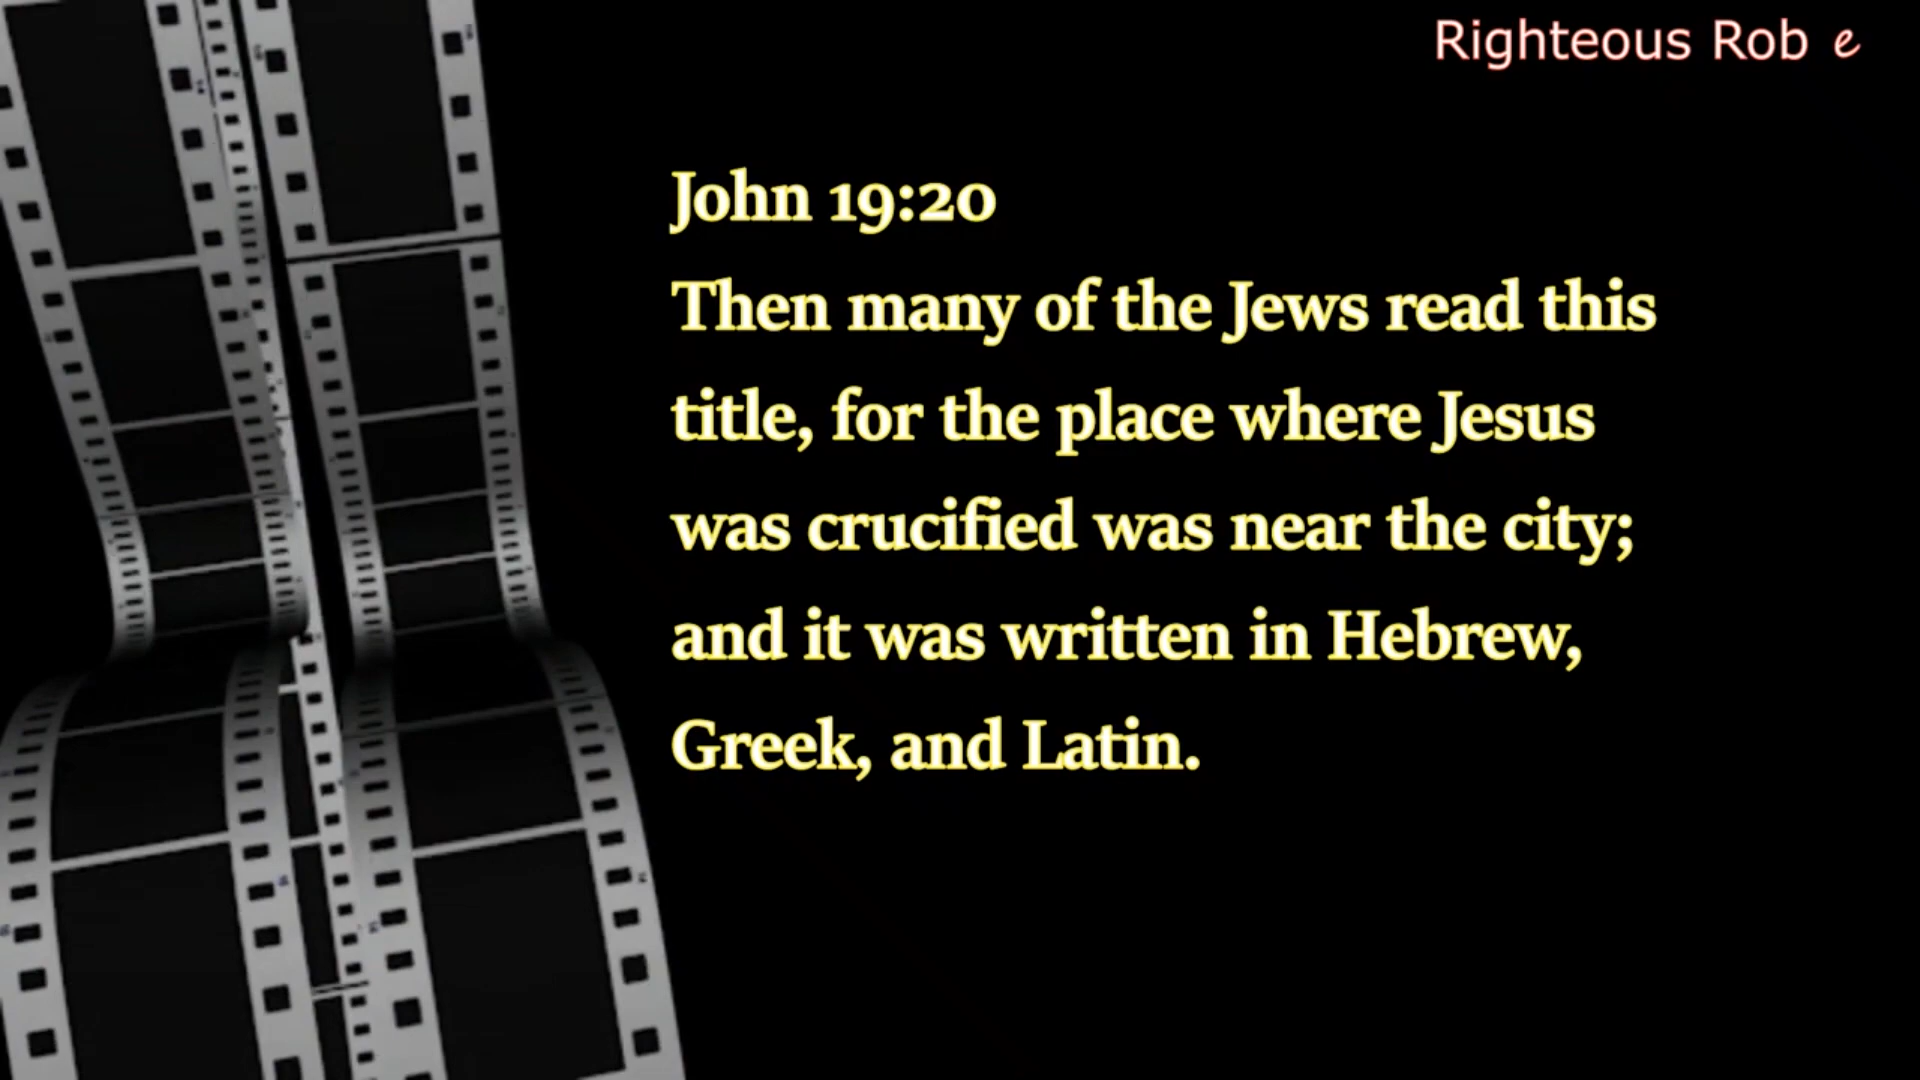 Righteous Rob e
John 19:20
Then many of the Jews read this
title, for the place where Jesus
was crucified was near the city;
and it was written in Hebrew,
Greek, and Latin.